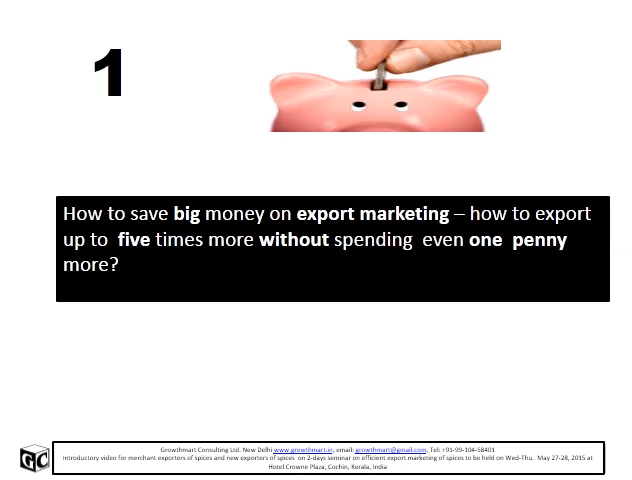 1
How to save big money on export marketing – how to export
up to five times more without spending even one penny
more?
GC
Growthmart Consulting Ltd. New Delhi www.growthmart.in, email: growthmart@gmail.com, Tel: +91-99-104-58401
Introductory video for merchant exporters of spices and new exporters of spices on 2-days seminar on efficient export marketing of spices to be held on Wed-Thu. May 27-28, 2015 at
Hotel Crowne Plaza, Cochin, Kerala, India